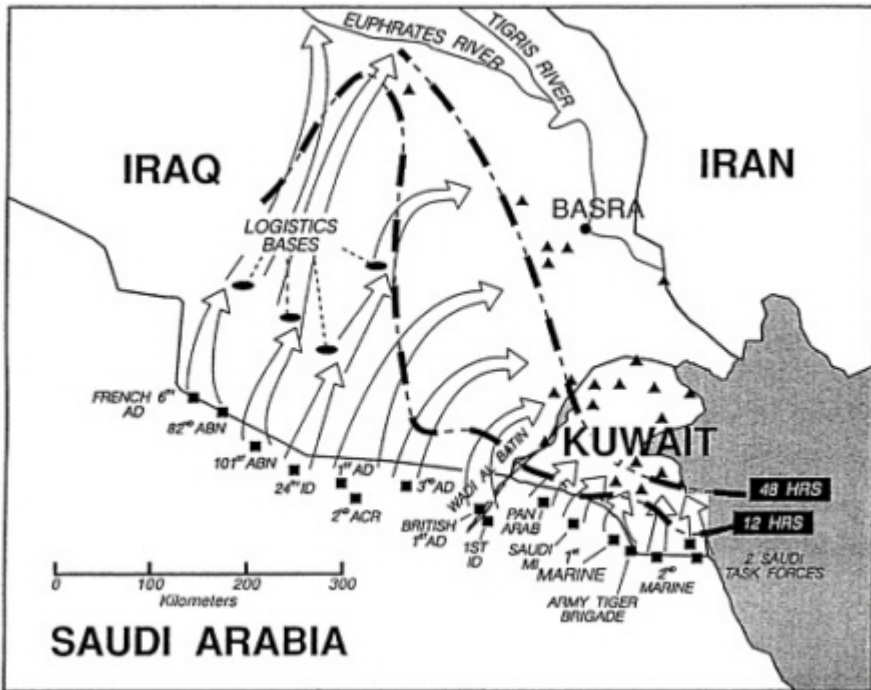 EUPHRATES RIVER
TIGRIS RIVER
IRAQ
IRAN
BASRA
LOGISTICS
BASES
FRENCH 6TH
AD
82ND ABN
101ST ABN
24TH ID
1ST AD
2ND ACR
3RD AD
BRITISH
1ST AD
1ST
ID
WADI AL BATIN
KUWAIT
PAN
ARAB
SAUDI
MI
1ST
MARINE
ARMY TIGER
BRIGADE
2ND
MARINE
2 SAUDI
TASK FORCES
48 HRS
12 HRS
0
100
200
300
Kilometers
SAUDI ARABIA